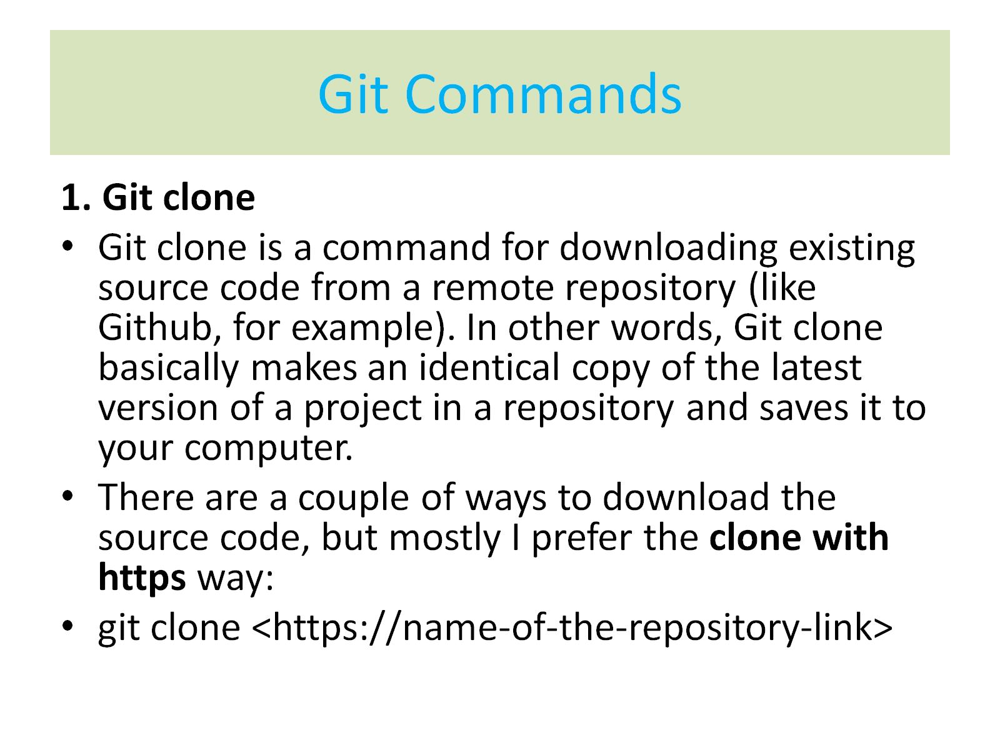 Git Commands
1. Git clone
• Git clone is a command for downloading existing
source code from a remote repository (like
Github, for example). In other words, Git clone
basically makes an identical copy of the latest
version of a project in a repository and saves it to
your computer.
• There are a couple of ways to download the
source code, but mostly I prefer the clone with
https way:
• git clone <https://name-of-the-repository-link>